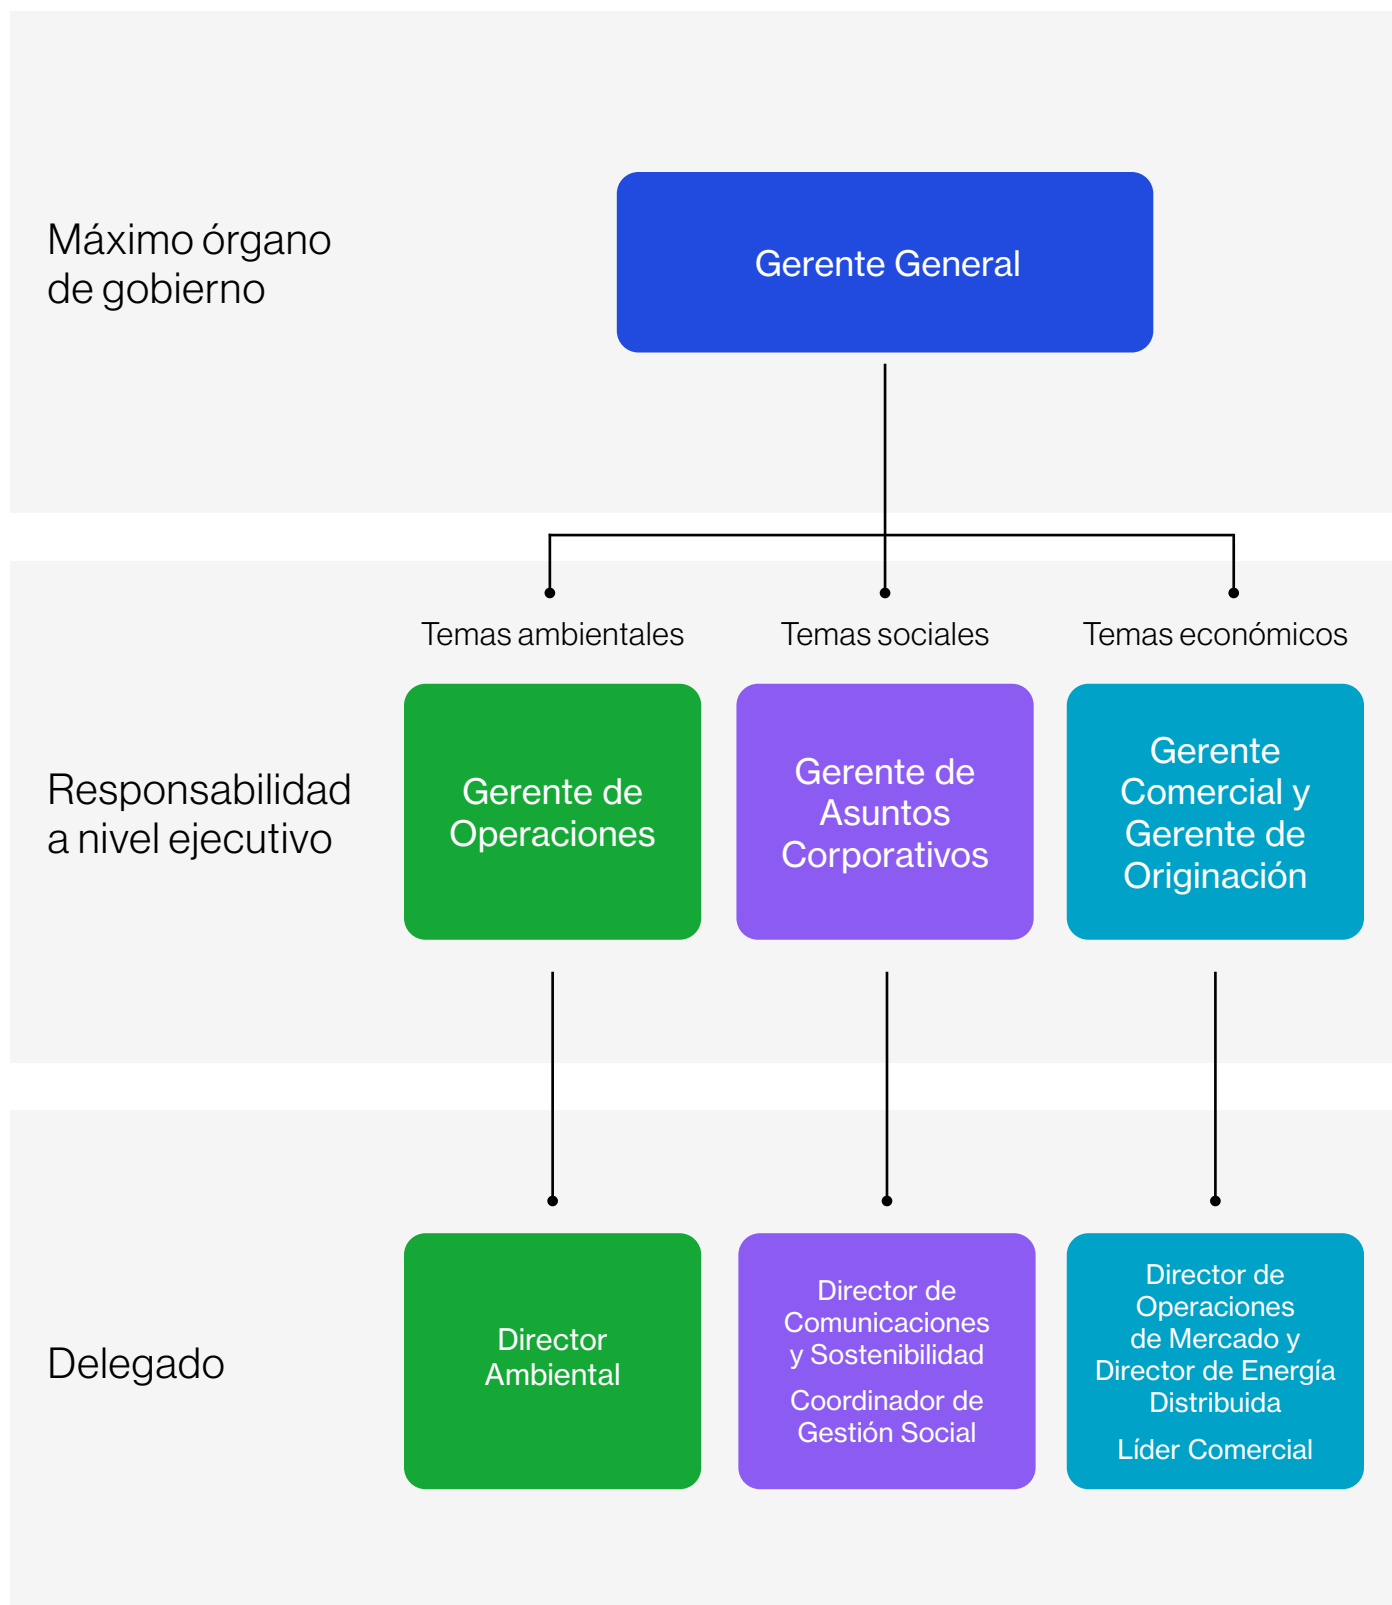 Máximo órgano
de gobierno
Gerente General
Temas ambientales
Temas sociales
Temas económicos
Responsabilidad
a nivel ejecutivo
Gerente de
Operaciones
Gerente de
Asuntos
Corporativos
Gerente
Comercial y
Gerente de
Originación
Delegado
Director
Ambiental
Director de
Comunicaciones
y Sostenibilidad
Coordinador de
Gestión Social
Director de
Operaciones
de Mercado y
Director de Energía
Distribuida
Líder Comercial